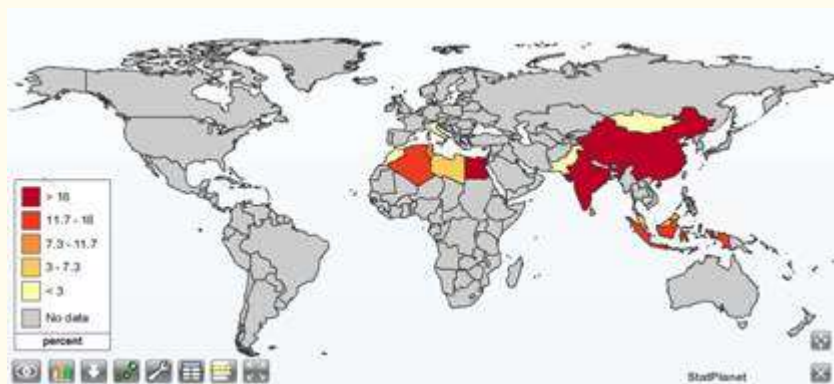 > 18
11.7 - 18
7.3 - 11.7
3 - 7.3
< 3
No data
percent
StatPlanet